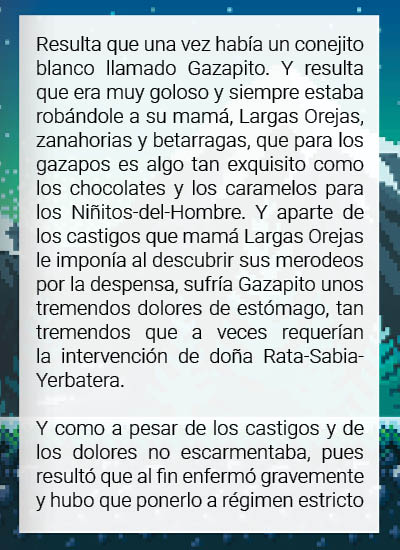 Resulta que una vez había un conejito
blanco llamado Gazapito. Y resulta
que era muy goloso y siempre estaba
robándole a su mamá, Largas Orejas,
zanahorias y betarragas, que para los
gazapos es algo tan exquisito como
los chocolates y los caramelos para
los Niñitos-del-Hombre. Y aparte de
los castigos que mamá Largas Orejas
le imponía al descubrir sus merodeos
por la despensa, sufría Gazapito unos
tremendos dolores de estómago, tan
tremendos que a veces requerían
la intervención de doña Rata-Sabia-
Yerbatera.
Y como a pesar de los castigos y de
los dolores no escarmentaba, pues
resultó que al fin enfermó gravemente
y hubo que ponerlo a régimen estricto